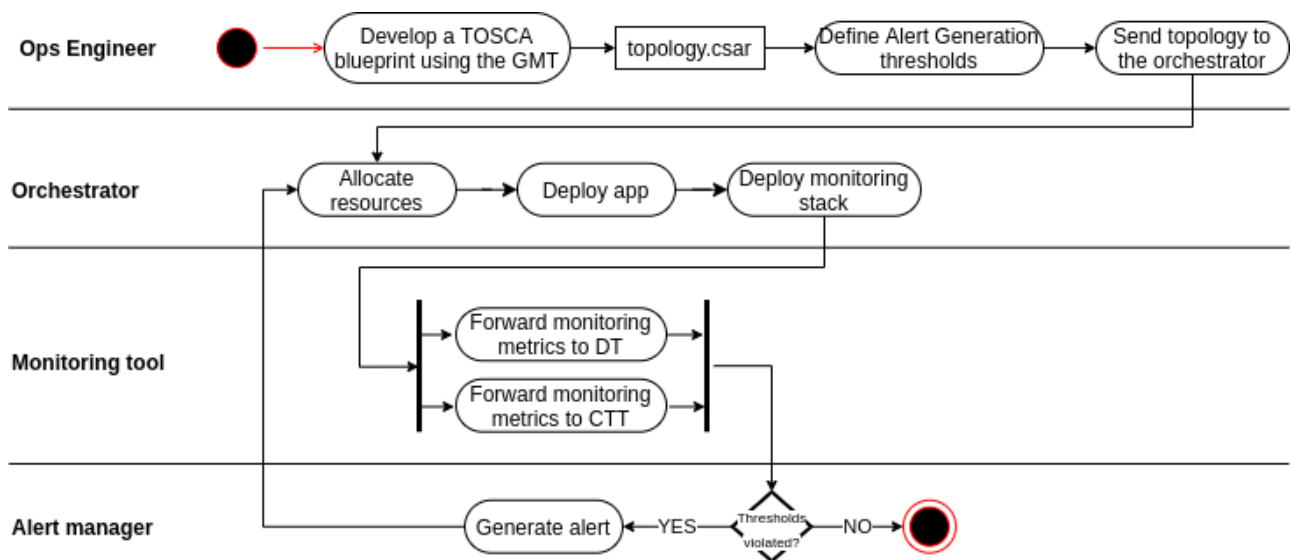 Ops Engineer
Develop a TOSCA
blueprint using the GMT
topology.csar
Define Alert Generation
thresholds
Send topology to
the orchestrator
Orchestrator
Allocate
resources
Deploy app
Deploy monitoring
stack
Monitoring tool
Forward monitoring
metrics to DT
Forward monitoring
metrics to CTT
Alert manager
Generate alert
YES
Thresholds
violated?
NO